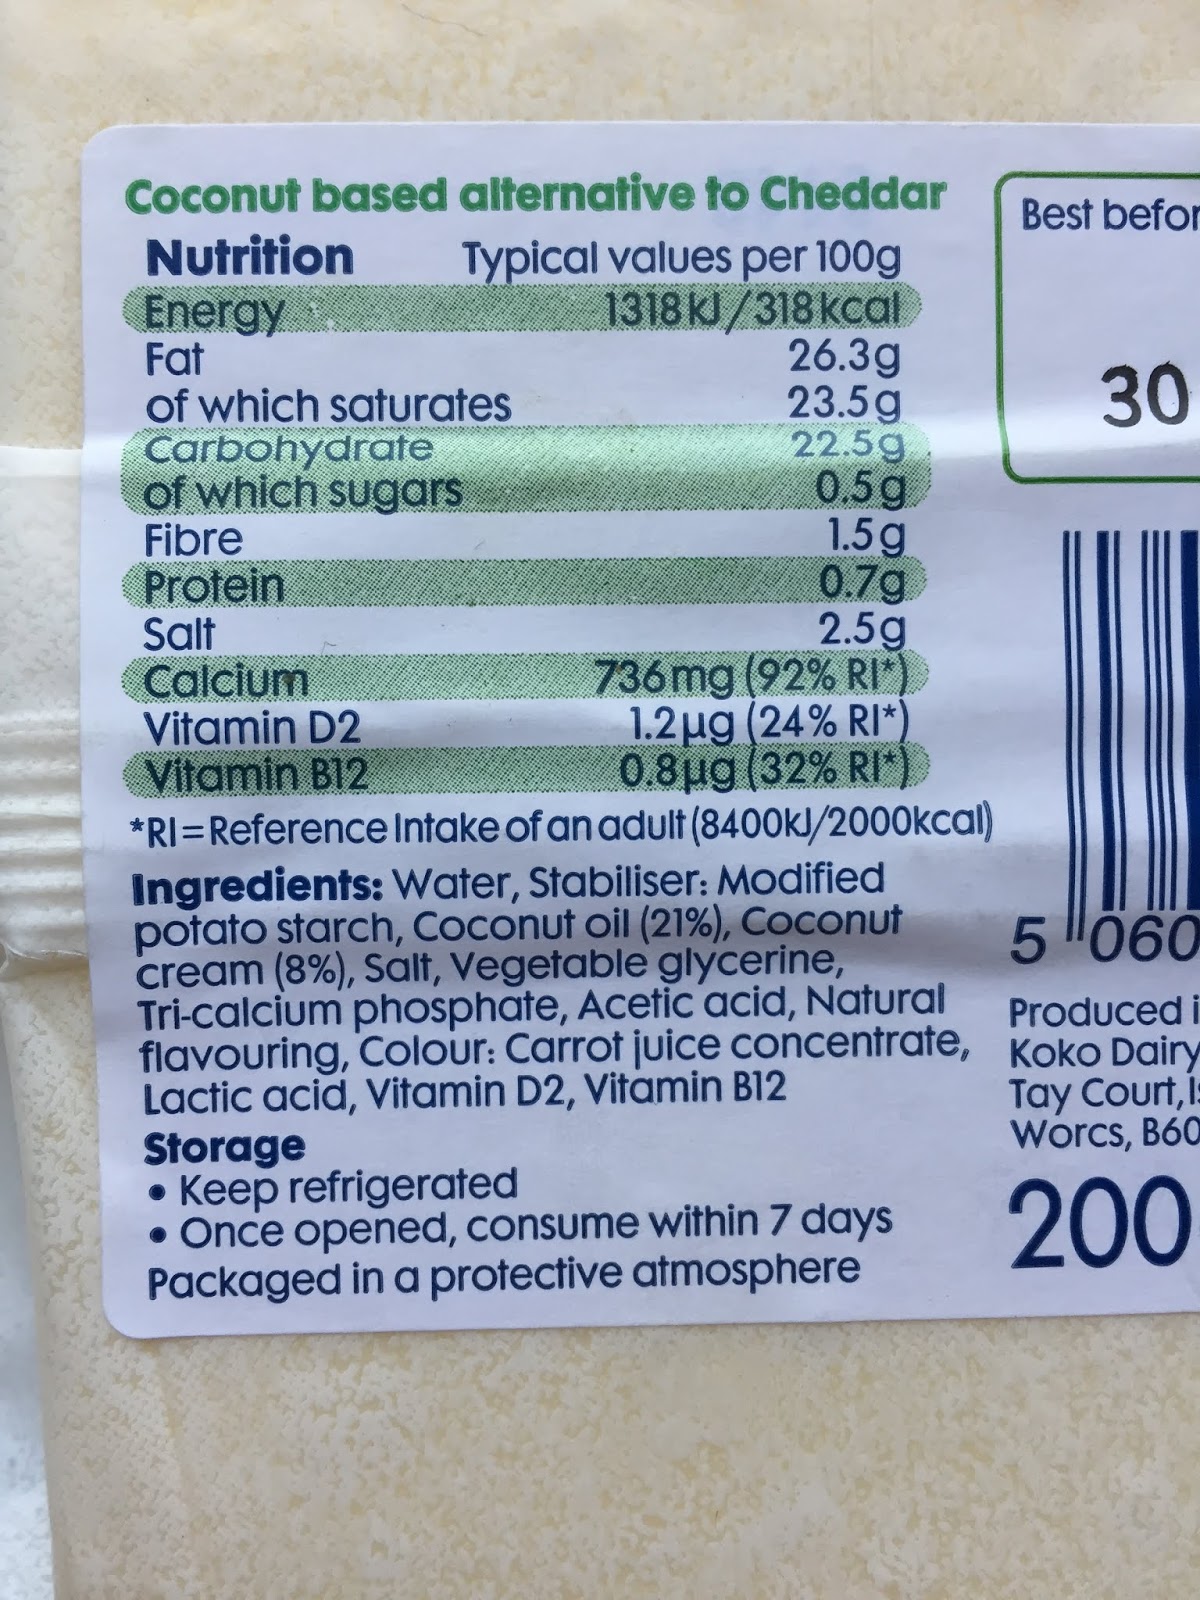 Coconut based alternative to Cheddar
Nutrition Typical values per 100g
Energy 1318kJ/318kcal
Fat 26.3g
of which saturates 23.5g
Carbohydrate 22.5g
of which sugars 0.5g
Fibre 1.5g
Protein 0.7g
Salt 2.5g
Calcium 736mg (92% RI*)
Vitamin D2 1.2µg (24% RI*)
Vitamin B12 0.8µg (32% RI*)
*RI=Reference Intake of an adult (8400kJ/2000kcal)
Ingredients: Water, Stabiliser: Modified
potato starch, Coconut oil (21%), Coconut
cream (8%), Salt, Vegetable glycerine,
Tri-calcium phosphate, Acetic acid, Natural
flavouring, Colour: Carrot juice concentrate,
Lactic acid, Vitamin D2, Vitamin B12
Storage
• Keep refrigerated
• Once opened, consume within 7 days
Packaged in a protective atmosphere
Best befor
30
5 060
Produced i
Koko Dairy
Tay Court,
Worcs, B60
200